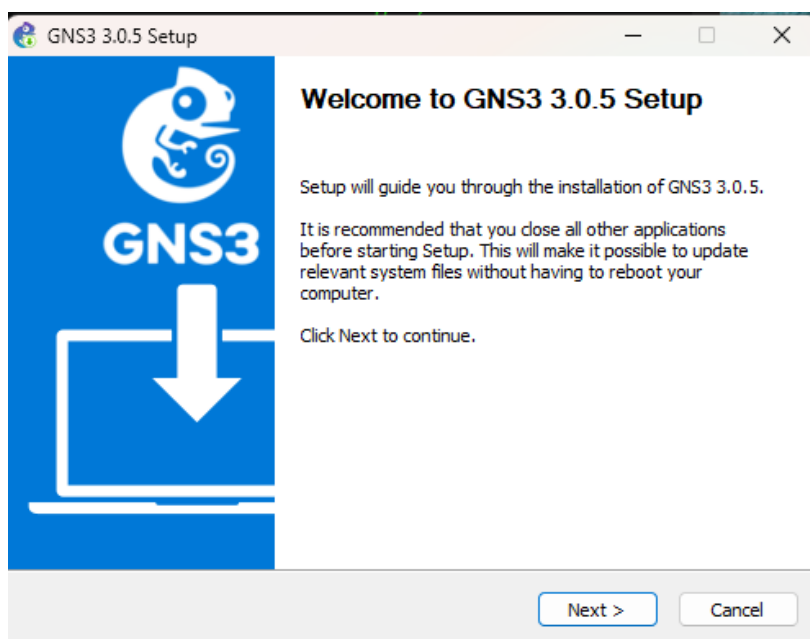 GNS3 3.0.5 Setup
Welcome to GNS3 3.0.5 Setup
Setup will guide you through the installation of GNS3 3.0.5.
It is recommended that you close all other applications
before starting Setup. This will make it possible to update
relevant system files without having to reboot your
computer.
Click Next to continue.
GNS3
Next >
Cancel